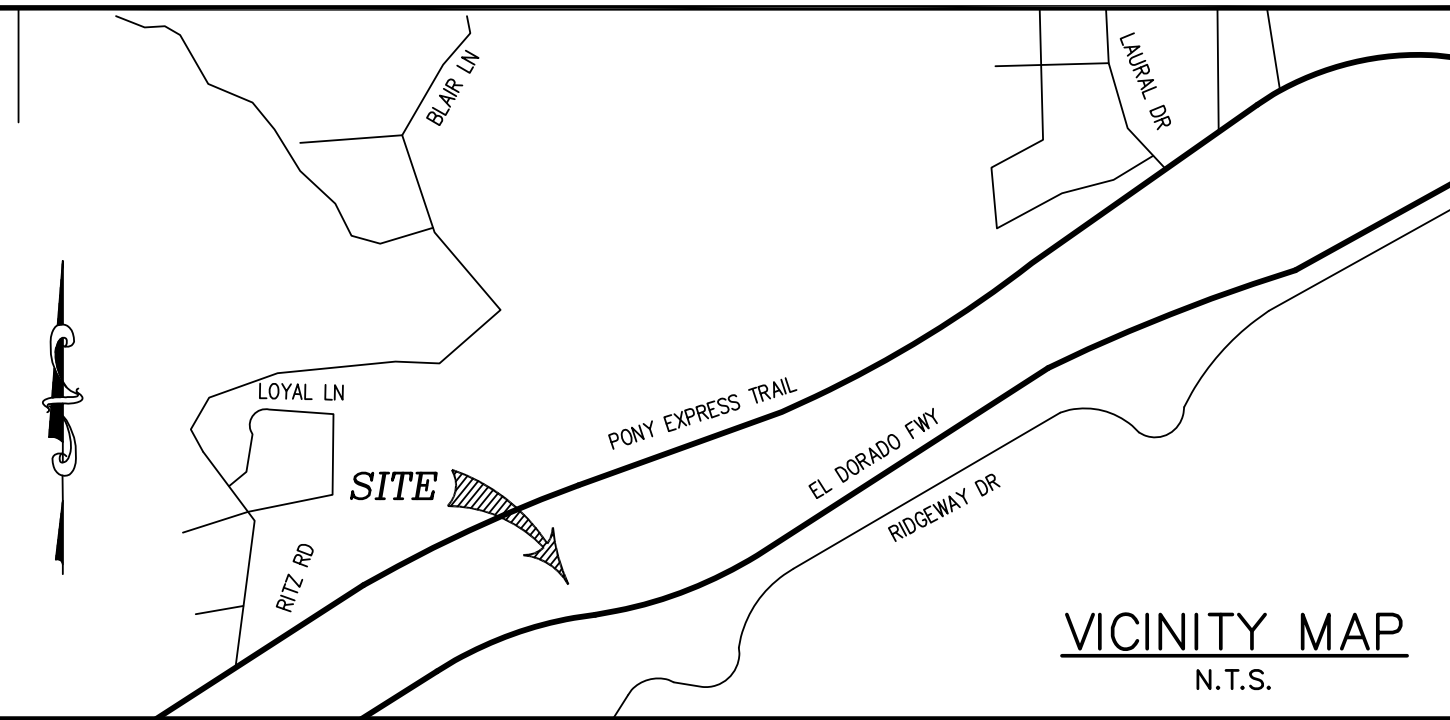 BLAIR LN
LAURAL DR
LOYAL LN
PONY EXPRESS TRAIL
EL DORADO FWY
SITE
RIDGEWAY DR
RITZ RD
VICINITY MAP
N.T.S.